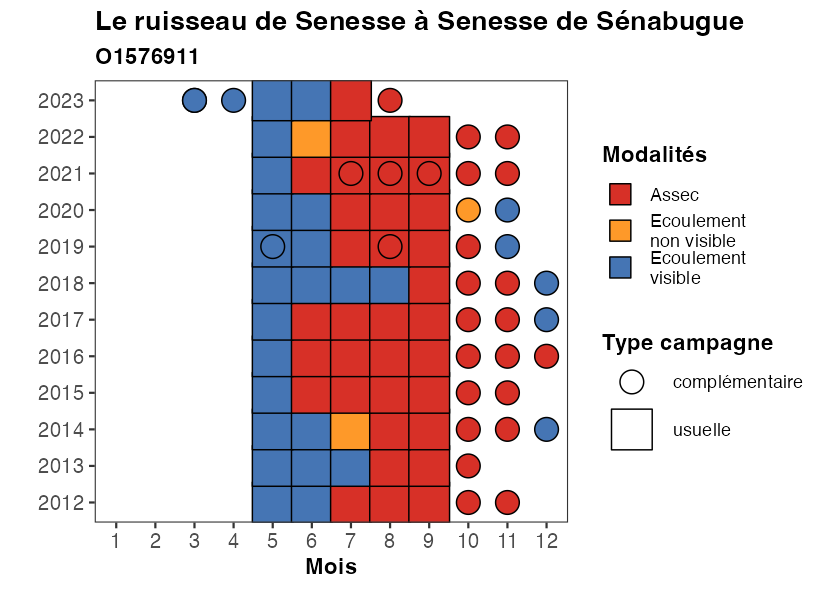 Le ruisseau de Senesse à Senesse de Sénabugue
O1576911
2023
2022
2021
2020
2019
2018
2017
2016
2015
2014
2013
2012
1 2 3 4 5 6 7 8 9 10 11 12
Mois
Modalités
Assec
Ecoulement
non visible
Ecoulement
visible
Type campagne
complémentaire
usuelle